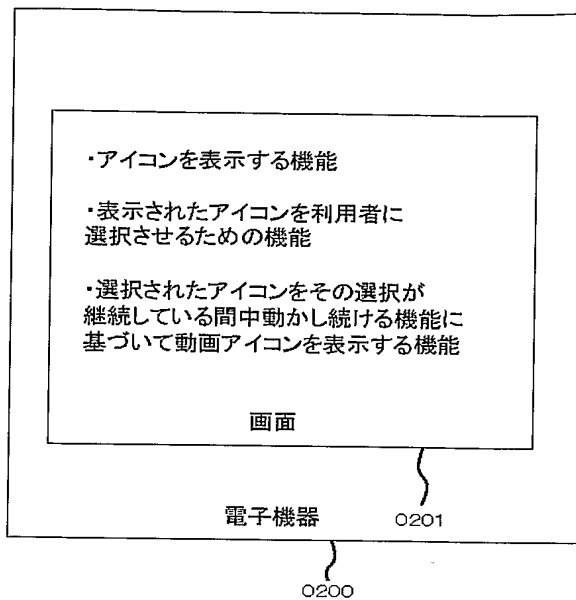 ・アイコンを表示する機能
・表示されたアイコンを利用者に
選択させるための機能
・選択されたアイコンをその選択が
継続している間中動かし続ける機能に
基づいて動画アイコンを表示する機能
画面
電子機器
0201
0200